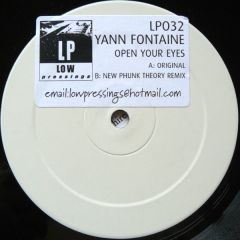 LP032
YANN FONTAINE
OPEN YOUR EYES
A: ORIGINAL
B: NEW PHUNK THEORY REMIX
LP
LOW
pressings
email:lowpressings@hotmail.com